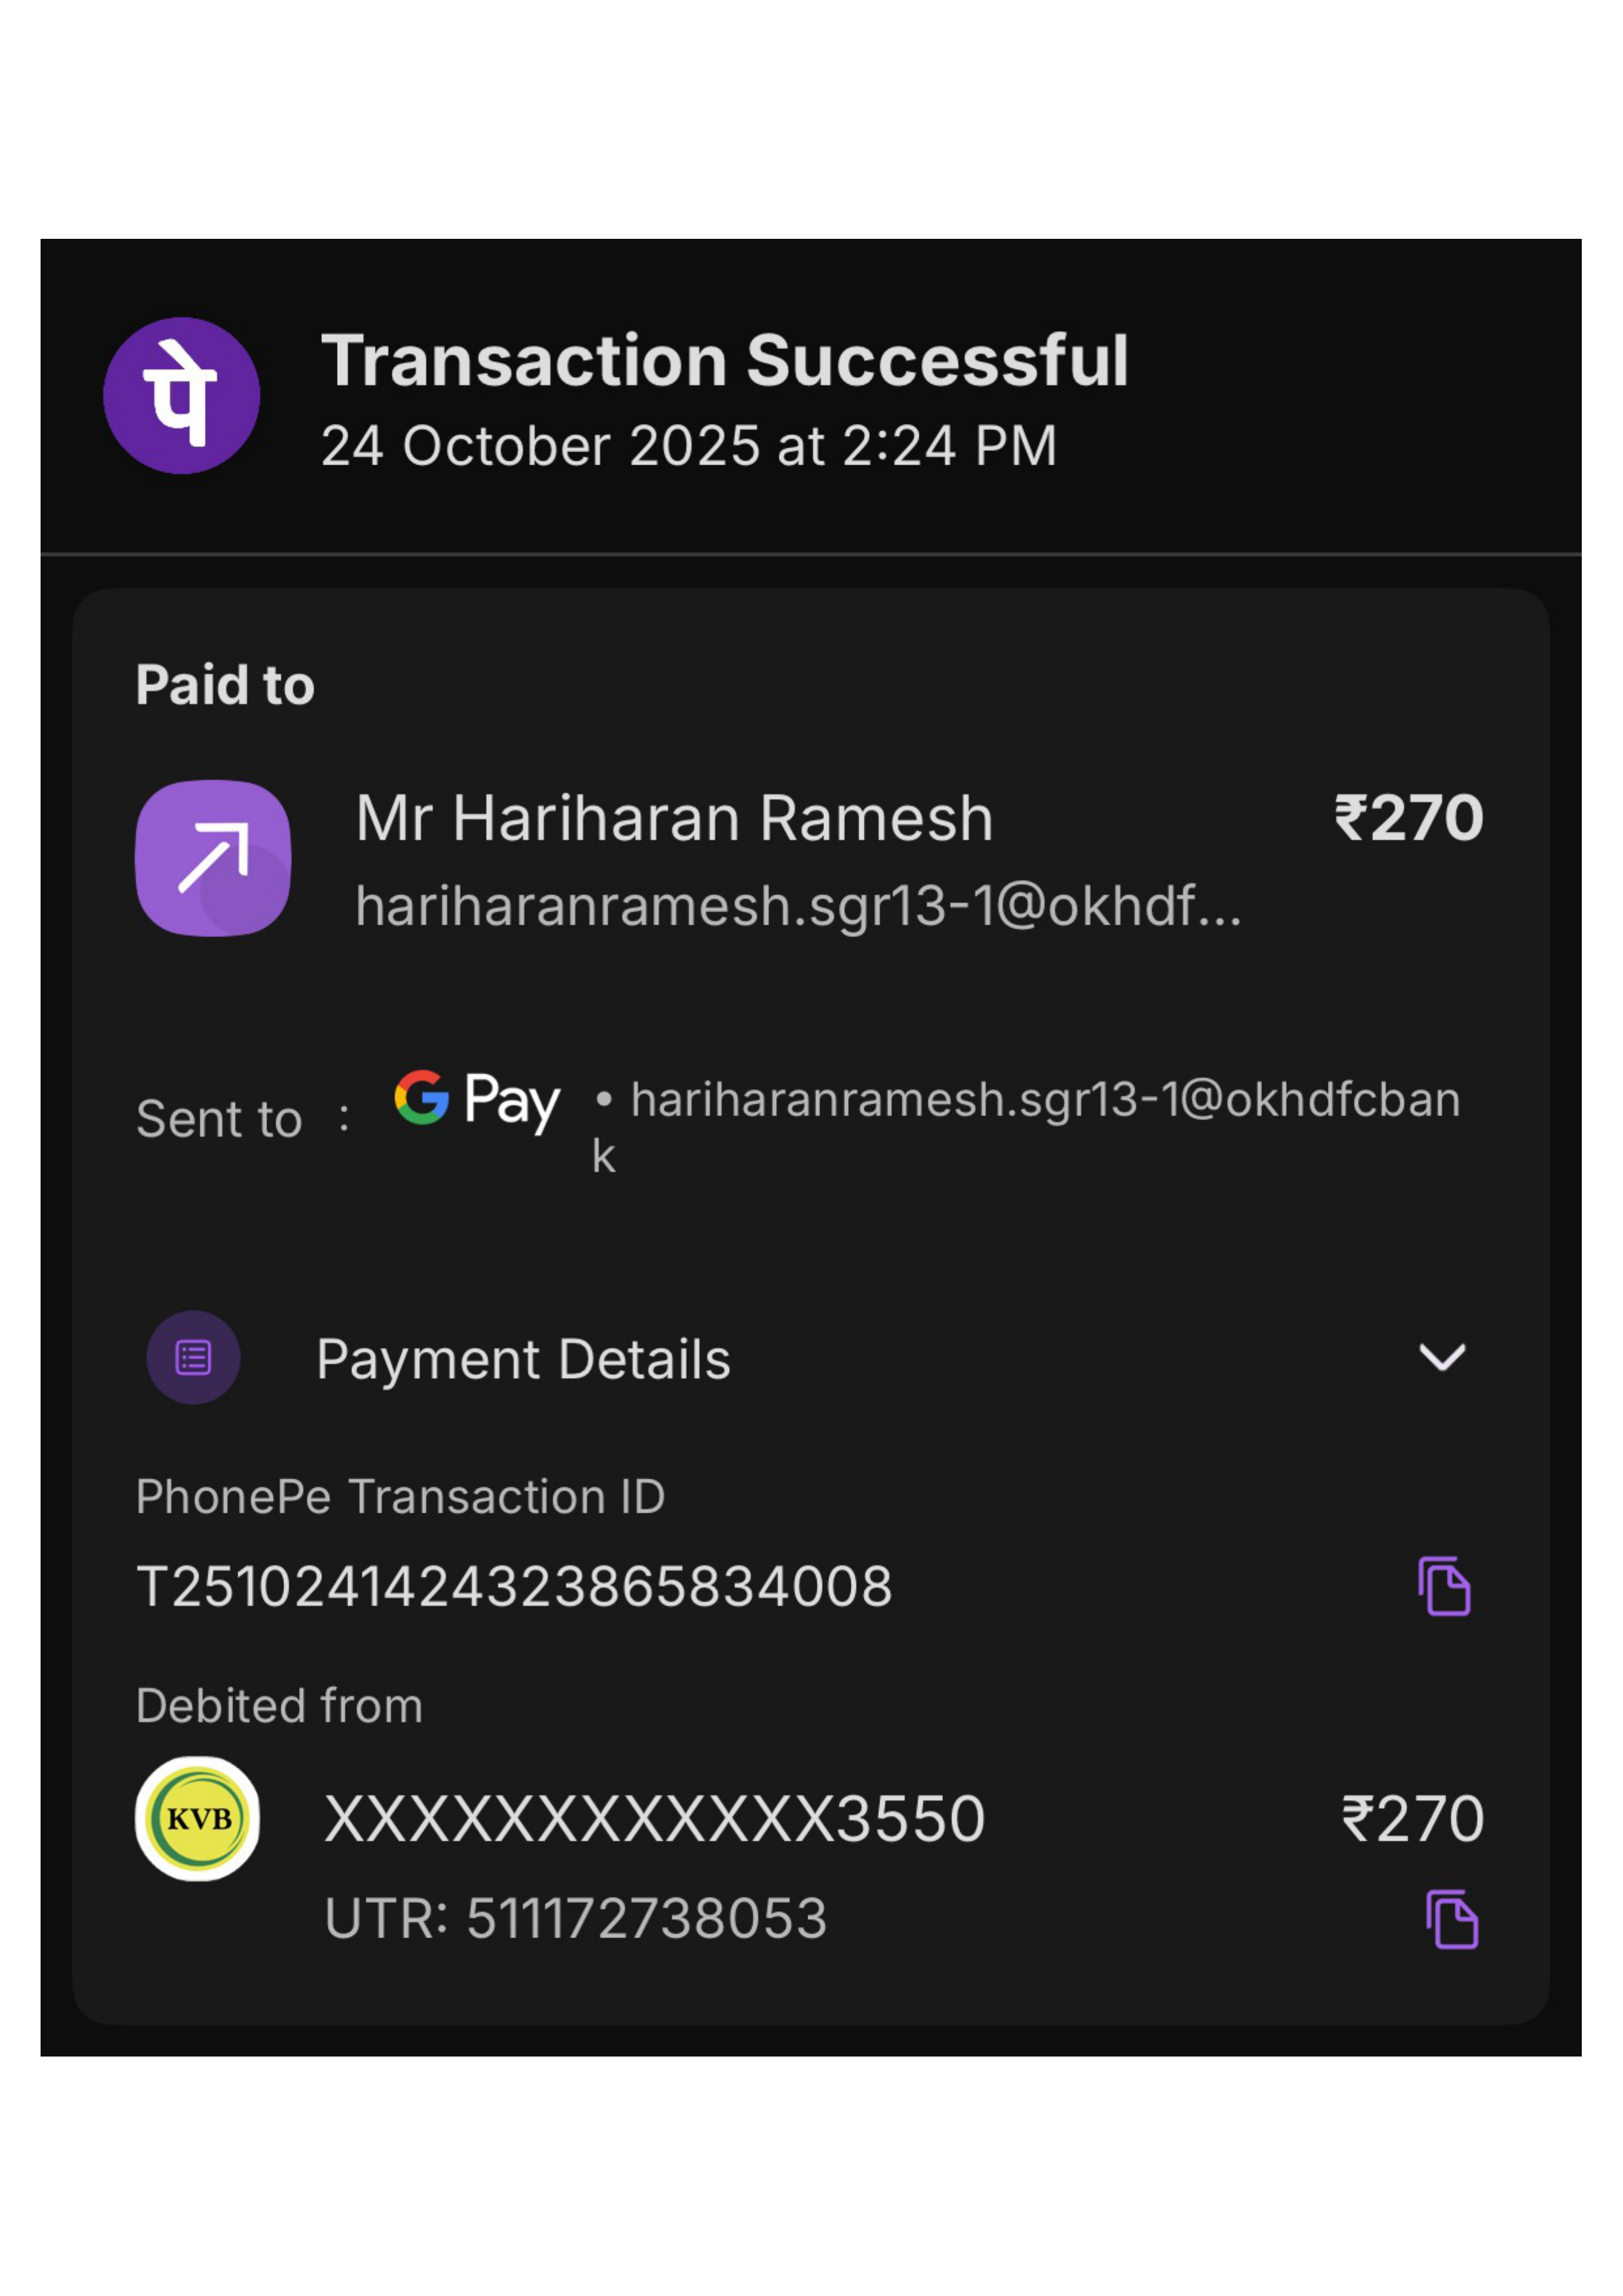 पे
Transaction Successful
24 October 2025 at 2:24 PM
Paid to
Mr Hariharan Ramesh
₹270
hariharanramesh.sgr13-1@okhdf...
Sent to : G Pay • hariharanramesh.sgr13-1@okhdfcban
k
Payment Details
PhonePe Transaction ID
T2510241424323865834008
Debited from
KVB
XXXXXXXXXXXX3550
₹270
UTR: 511172738053